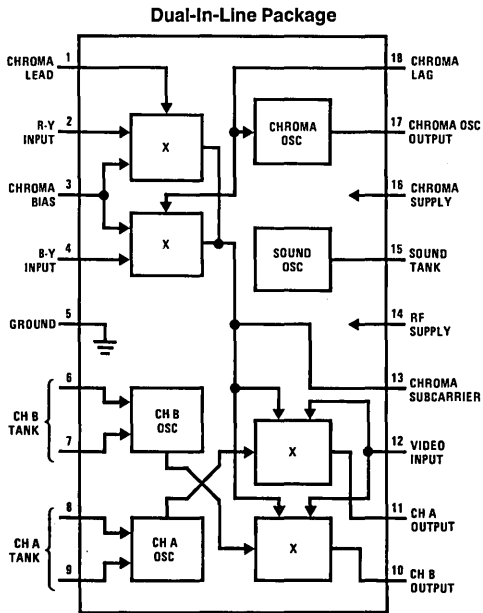 Dual-In-Line Package
CHROMA
LEAD
1
R-Y
INPUT
2
CHROMA
BIAS
3
B-Y
INPUT
4
GROUND
5
CH B
TANK
6
7
CH A
TANK
8
9
X
X
CHROMA
OSC
SOUND
OSC
CH B
OSC
CH A
OSC
X
X
18 CHROMA
LAG
17 CHROMA OSC
OUTPUT
16 CHROMA
SUPPLY
15 SOUND
TANK
14 RF
SUPPLY
13 CHROMA
SUBCARRIER
12 VIDEO
INPUT
11 CH A
OUTPUT
10 CH B
OUTPUT